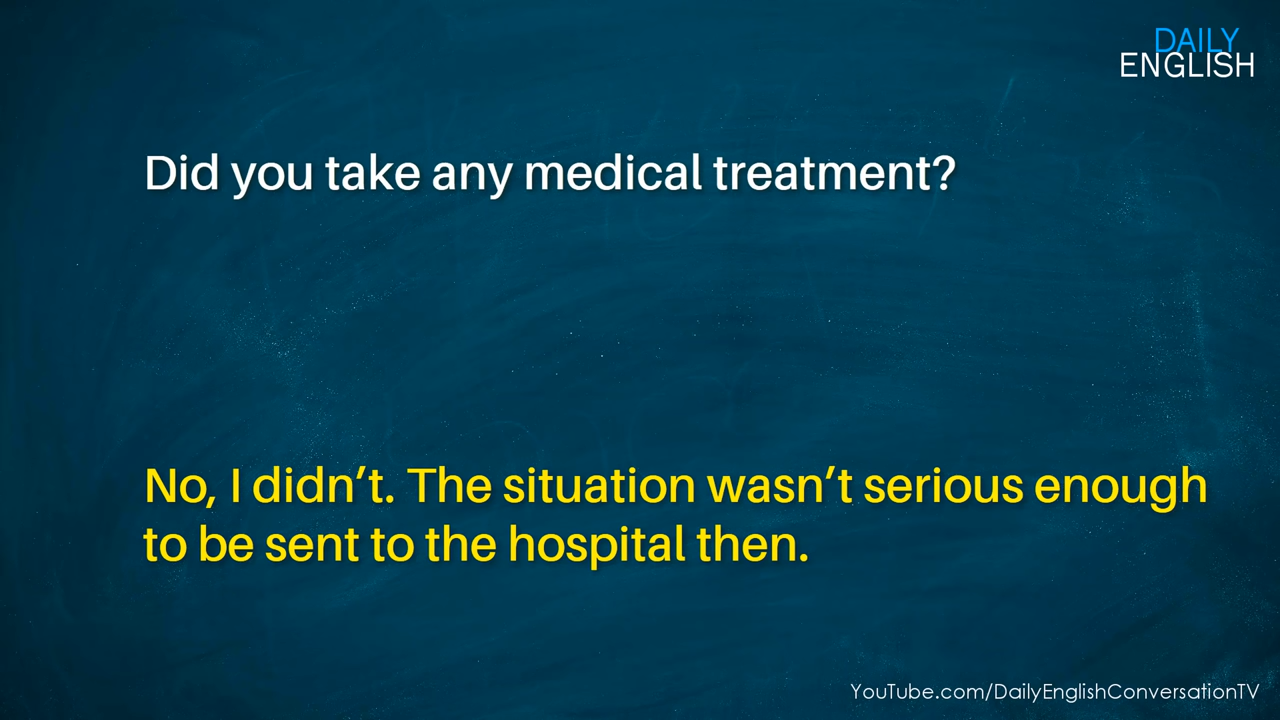 DAILY
ENGLISH
Did you take any medical treatment?
No, I didn’t. The situation wasn’t serious enough
to be sent to the hospital then.
YouTube.com/DailyEnglishConversationTV